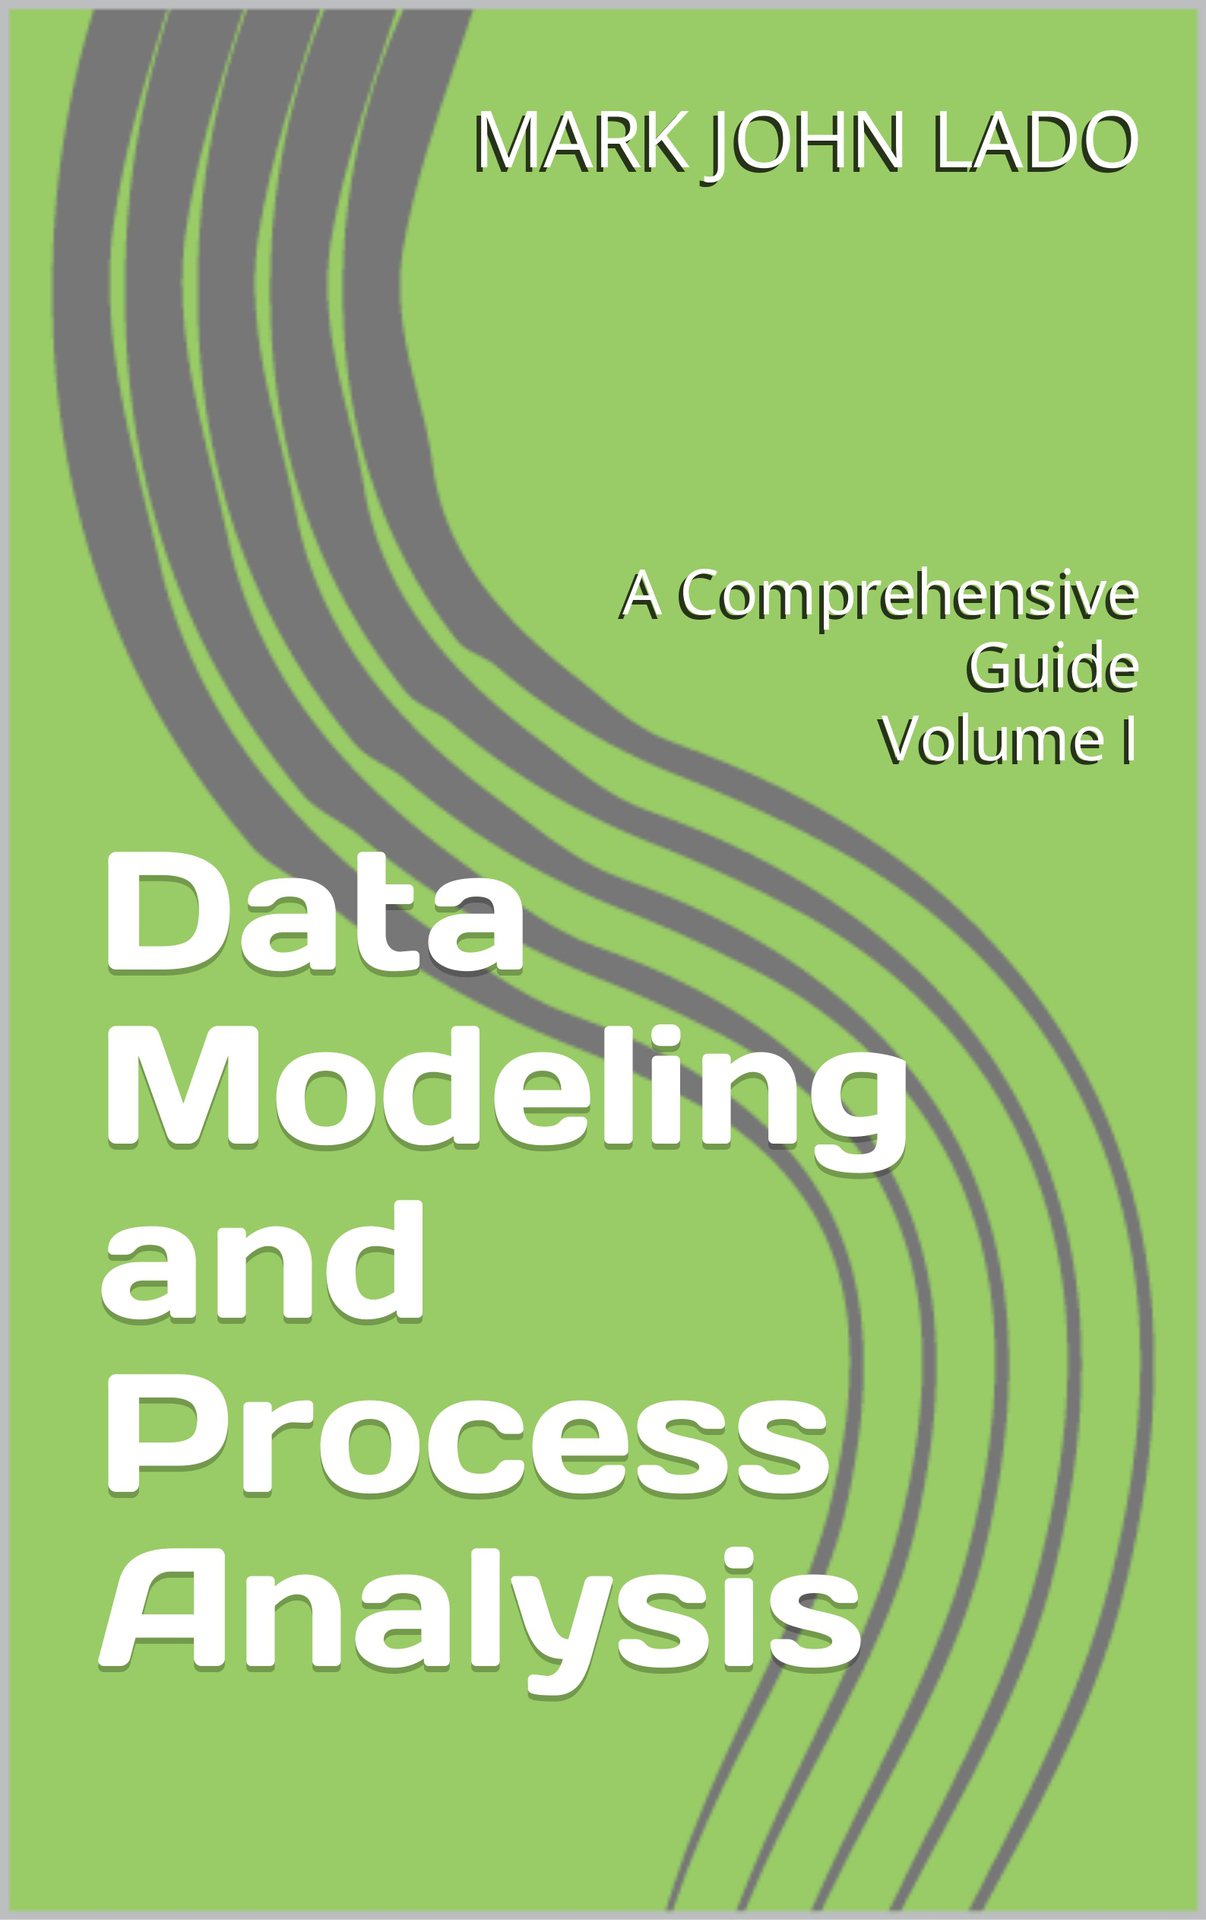 MARK JOHN LADO
A Comprehensive
Guide
Volume I
Data
Modeling
and
Process
Analysis